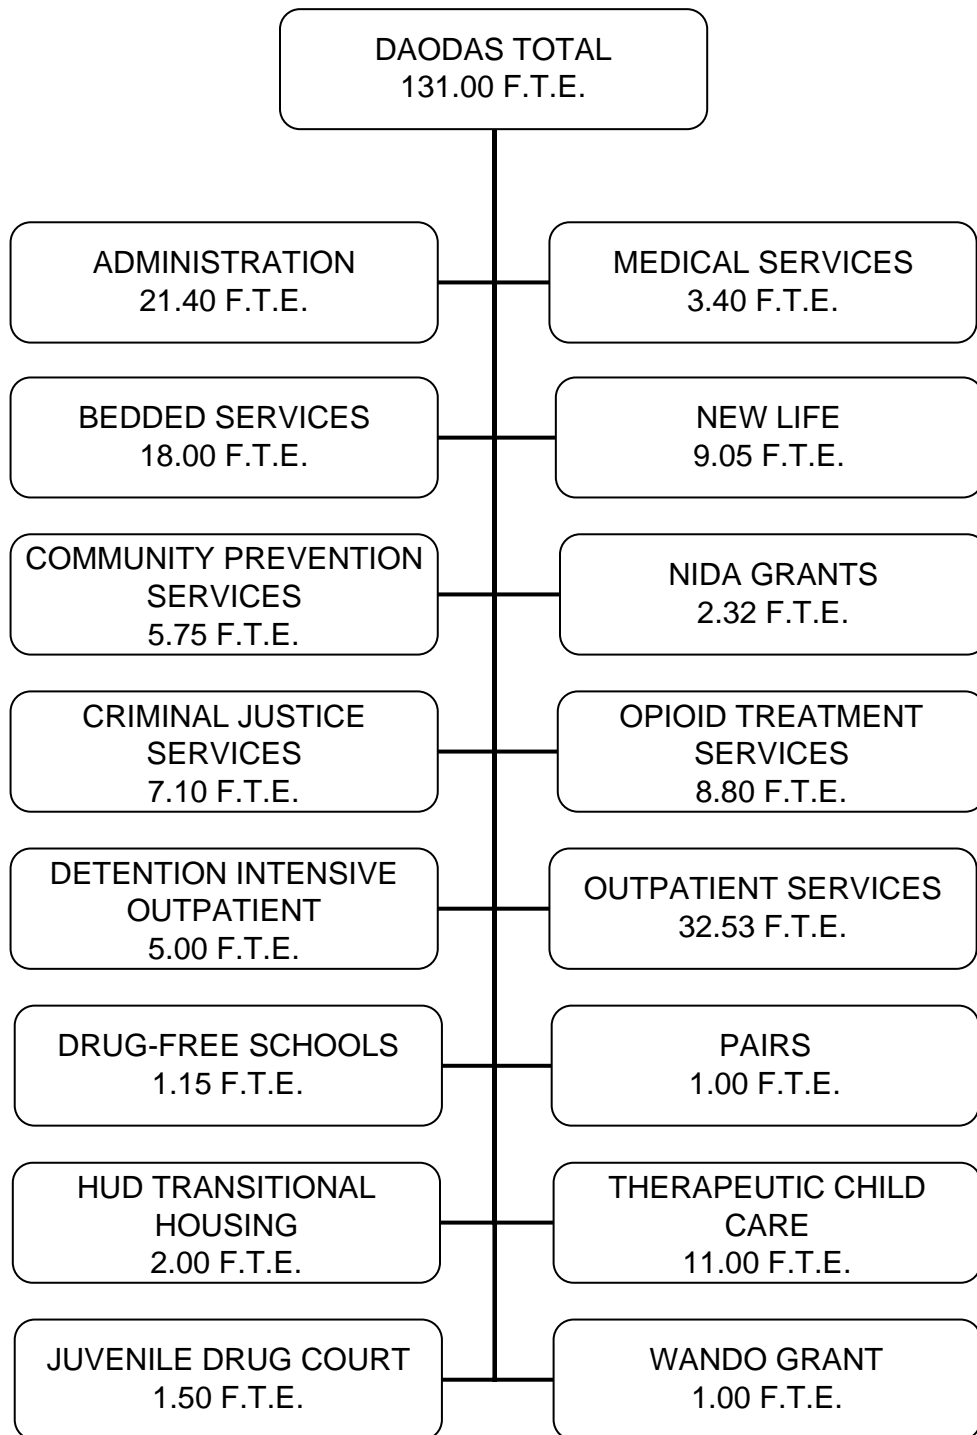 DAODAS TOTAL
131.00 F.T.E.
ADMINISTRATION
21.40 F.T.E.
MEDICAL SERVICES
3.40 F.T.E.
BEDDED SERVICES
18.00 F.T.E.
NEW LIFE
9.05 F.T.E.
COMMUNITY PREVENTION
SERVICES
5.75 F.T.E.
NIDA GRANTS
2.32 F.T.E.
CRIMINAL JUSTICE
SERVICES
7.10 F.T.E.
OPIOID TREATMENT
SERVICES
8.80 F.T.E.
DETENTION INTENSIVE
OUTPATIENT
5.00 F.T.E.
OUTPATIENT SERVICES
32.53 F.T.E.
DRUG-FREE SCHOOLS
1.15 F.T.E.
PAIRS
1.00 F.T.E.
HUD TRANSITIONAL
HOUSING
2.00 F.T.E.
THERAPEUTIC CHILD
CARE
11.00 F.T.E.
JUVENILE DRUG COURT
1.50 F.T.E.
WANDO GRANT
1.00 F.T.E.